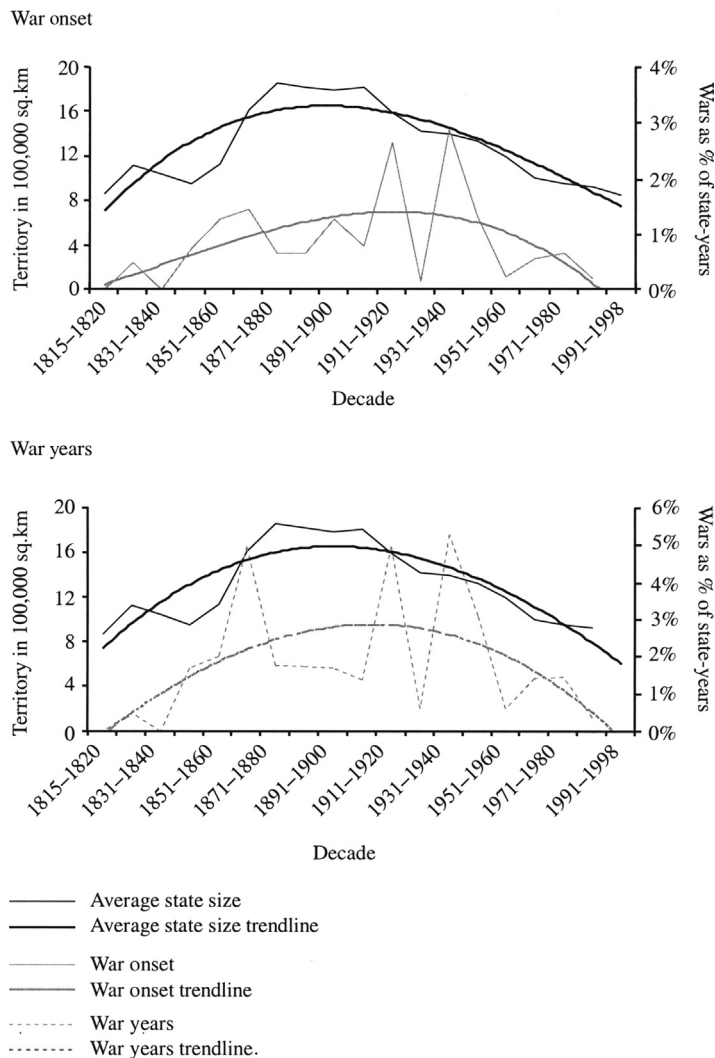 War onset
20
16
12
8
4
0
Territory in 100,000 sq.km
4%
3%
2%
1%
0%
Wars as % of
state-years
1815–1820
1831–1840
1851–1860
1871–1880
1891–1900
1911–1920
1931–1940
1951–1960
1971–1980
1991–1998
Decade
War years
20
16
12
8
4
0
Territory in 100,000 sq.km
6%
5%
4%
3%
2%
1%
0%
Wars as % of
state-years
1815–1820
1831–1840
1851–1860
1871–1880
1891–1900
1911–1920
1931–1940
1951–1960
1971–1980
1991–1998
Decade
Average state size
Average state size trendline
War onset
War onset trendline
War years
War years trendline.